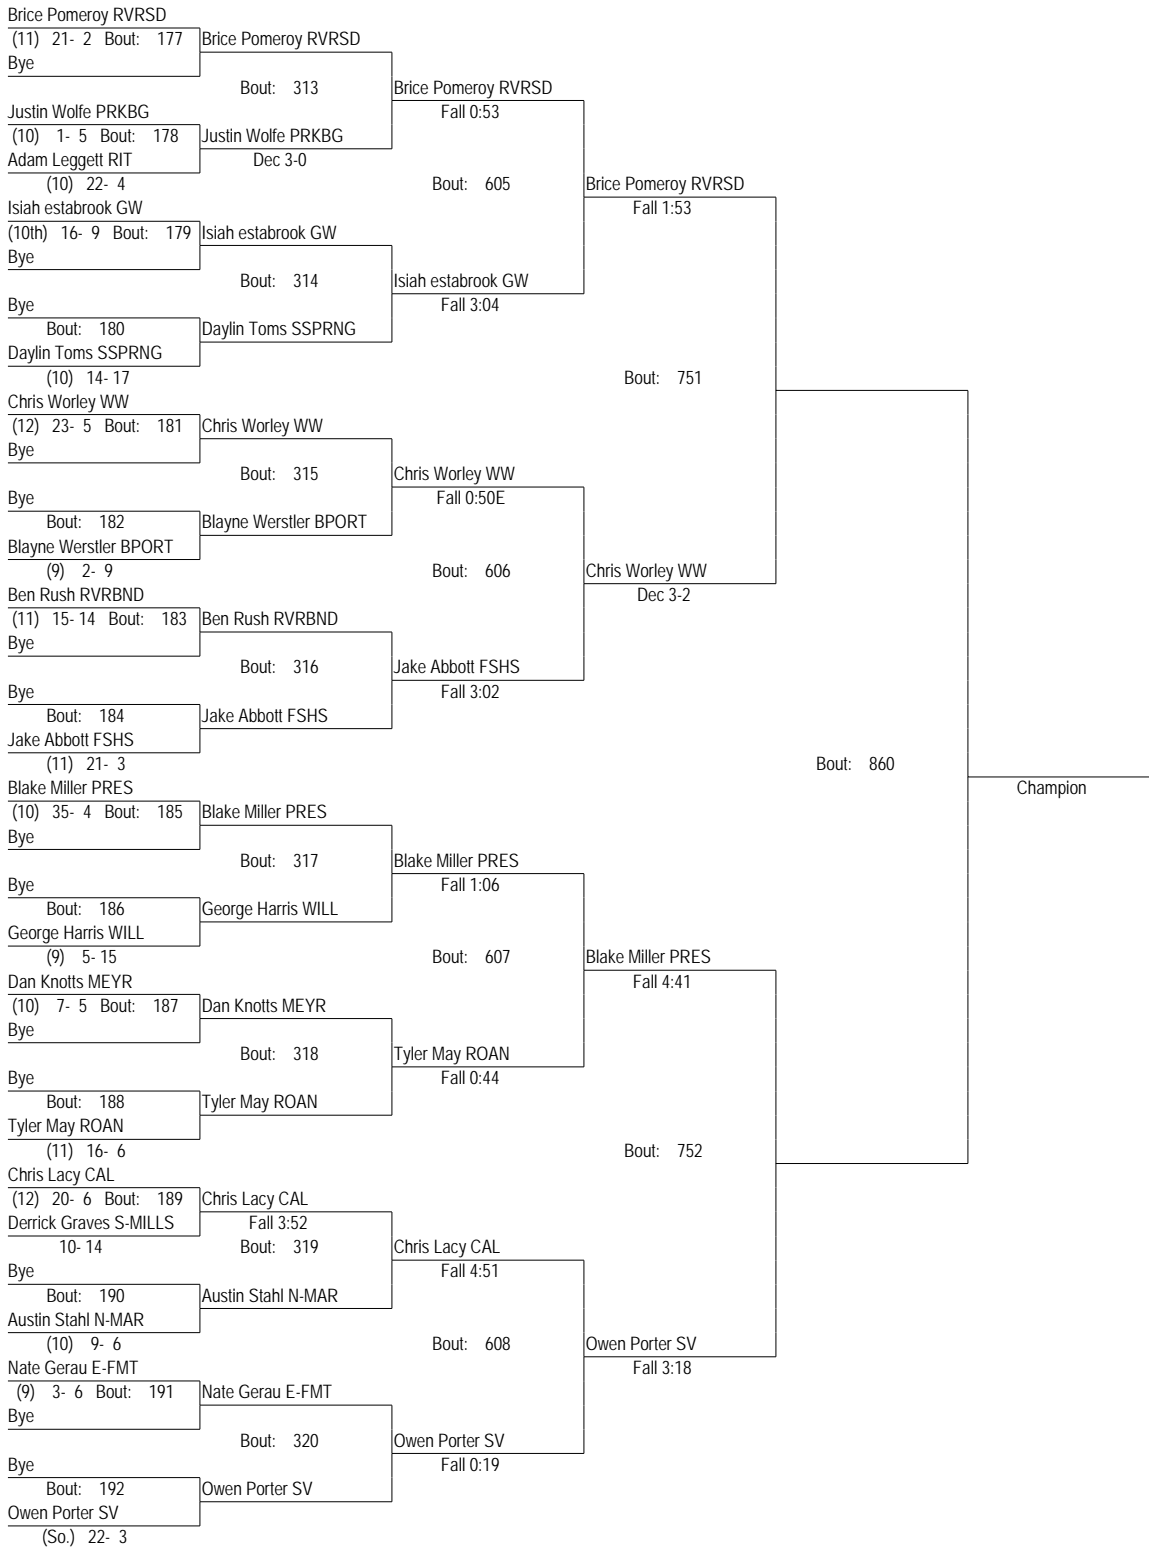 Brice Pomeroy RVRSD
(11) 21- 2 Bout: 177 Brice Pomeroy RVRSD
Bye
Bout: 313 Brice Pomeroy RVRSD
Justin Wolfe PRKBG Fall 0:53
(10) 1- 5 Bout: 178 Justin Wolfe PRKBG
Adam Leggett RIT Dec 3-0
(10) 22- 4 Bout: 605 Brice Pomeroy RVRSD
Isiah estabrook GW Fall 1:53
(10th) 16- 9 Bout: 179 Isiah estabrook GW
Bye
Bout: 314 Isiah estabrook GW
Bye Fall 3:04
Bout: 180 Daylin Toms SSPRNG
Daylin Toms SSPRNG
(10) 14- 17 Bout: 751
Chris Worley WW
(12) 23- 5 Bout: 181 Chris Worley WW
Bye
Bout: 315 Chris Worley WW
Bye Fall 0:50E
Bout: 182 Blayne Werstler BPORT
Blayne Werstler BPORT
(9) 2- 9 Bout: 606 Chris Worley WW
Ben Rush RVRBND Dec 3-2
(11) 15- 14 Bout: 183 Ben Rush RVRBND
Bye
Bout: 316 Jake Abbott FSHS
Bye Fall 3:02
Bout: 184 Jake Abbott FSHS
Jake Abbott FSHS
(11) 21- 3 Bout: 860
Blake Miller PRES Champion
(10) 35- 4 Bout: 185 Blake Miller PRES
Bye
Bout: 317 Blake Miller PRES
Bye Fall 1:06
Bout: 186 George Harris WILL
George Harris WILL
(9) 5- 15 Bout: 607 Blake Miller PRES
Dan Knotts MEYR Fall 4:41
(10) 7- 5 Bout: 187 Dan Knotts MEYR
Bye
Bout: 318 Tyler May ROAN
Bye Fall 0:44
Bout: 188 Tyler May ROAN
Tyler May ROAN
(11) 16- 6 Bout: 752
Chris Lacy CAL
(12) 20- 6 Bout: 189 Chris Lacy CAL
Derrick Graves S-MILLS Fall 3:52
10- 14 Bout: 319 Chris Lacy CAL
Bye Fall 4:51
Bout: 190 Austin Stahl N-MAR
Austin Stahl N-MAR
(10) 9- 6 Bout: 608 Owen Porter SV
Nate Gerau E-FMT Fall 3:18
(9) 3- 6 Bout: 191 Nate Gerau E-FMT
Bye
Bout: 320 Owen Porter SV
Bye Fall 0:19
Bout: 192 Owen Porter SV
Owen Porter SV
(So.) 22- 3